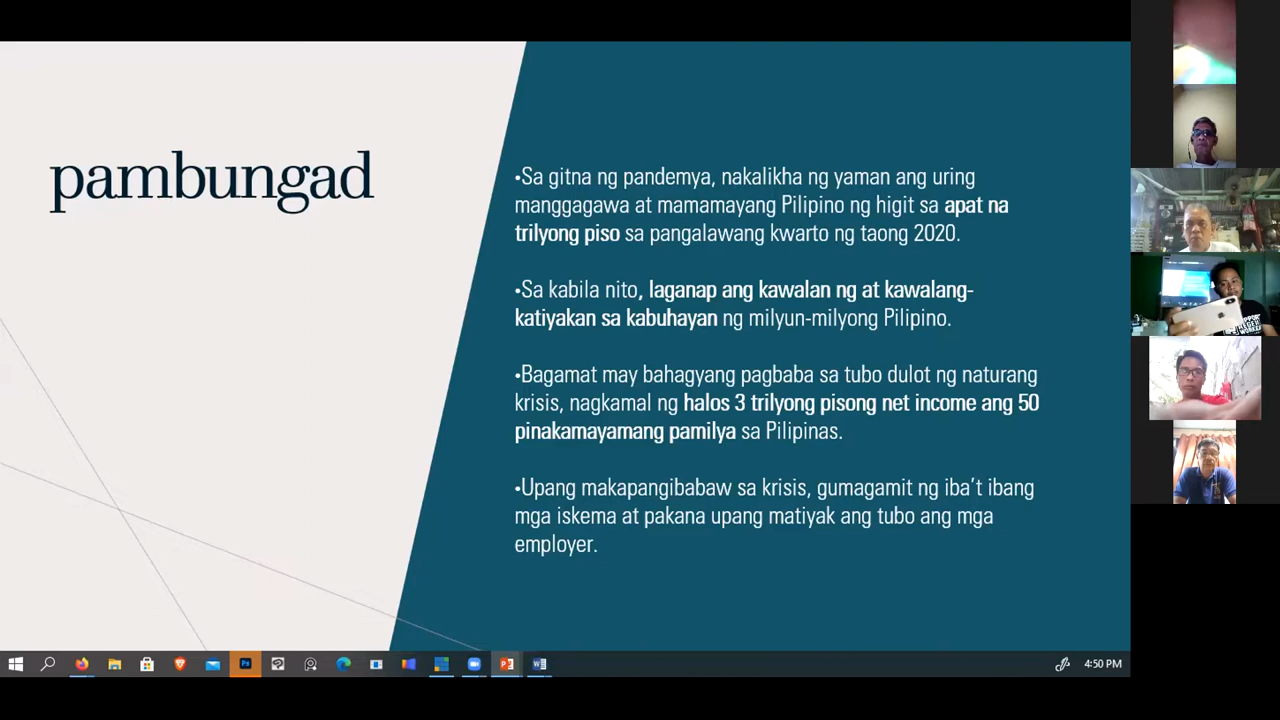 pambungad
•Sa gitna ng pandemya, nakalikha ng yaman ang uring
manggagawa at mamamayang Pilipino ng higit sa apat na
trilyong piso sa pangalawang kwarto ng taong 2020.
•Sa kabila nito, laganap ang kawalan ng at kawalang-
katiyakan sa kabuhayan ng milyun-milyong Pilipino.
•Bagamat may bahagyang pagbaba sa tubo dulot ng naturang
krisis, nagkamal ng halos 3 trilyong pisong net income ang 50
pinakamayamang pamilya sa Pilipinas.
•Upang makapangibabaw sa krisis, gumagamit ng iba’t ibang
mga iskema at pakana upang matiyak ang tubo ang mga
employer.
4:50 PM